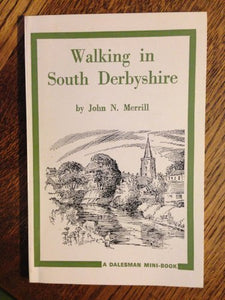 Walking in
South Derbyshire
by John N. Merrill
A DALESMAN MINI-BOOK